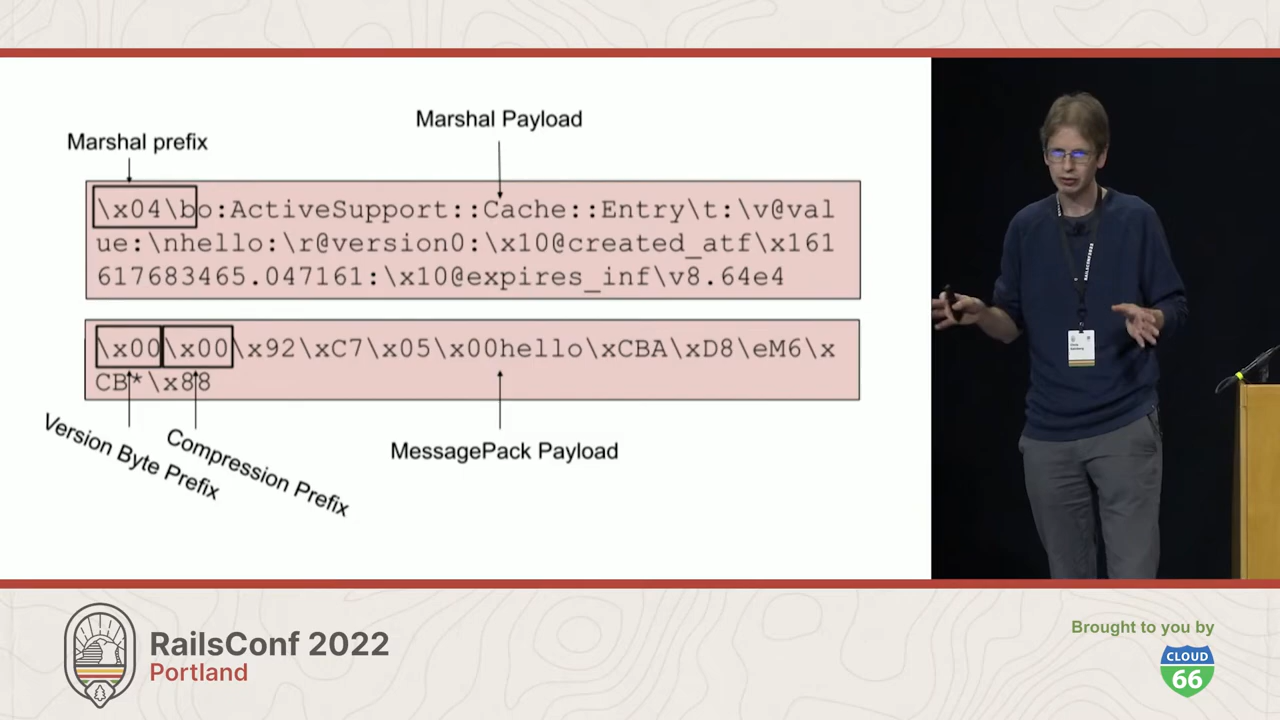 Marshal Payload
Marshal prefix
\x04\bo:ActiveSupport::Cache::Entry\t:\v@val
ue:\nhello:\r@version0:\x10@created_atf\x161
617683465.047161:\x10@expires_inf\v8.64e4
\x00\x00\x92\xC7\x05\x00hello\xCBA\xD8\eM6\x
CB*\x88
Version Byte Prefix
Compression Prefix
MessagePack Payload
RailsConf 2022
Portland
Brought to you by
CLOUD
66